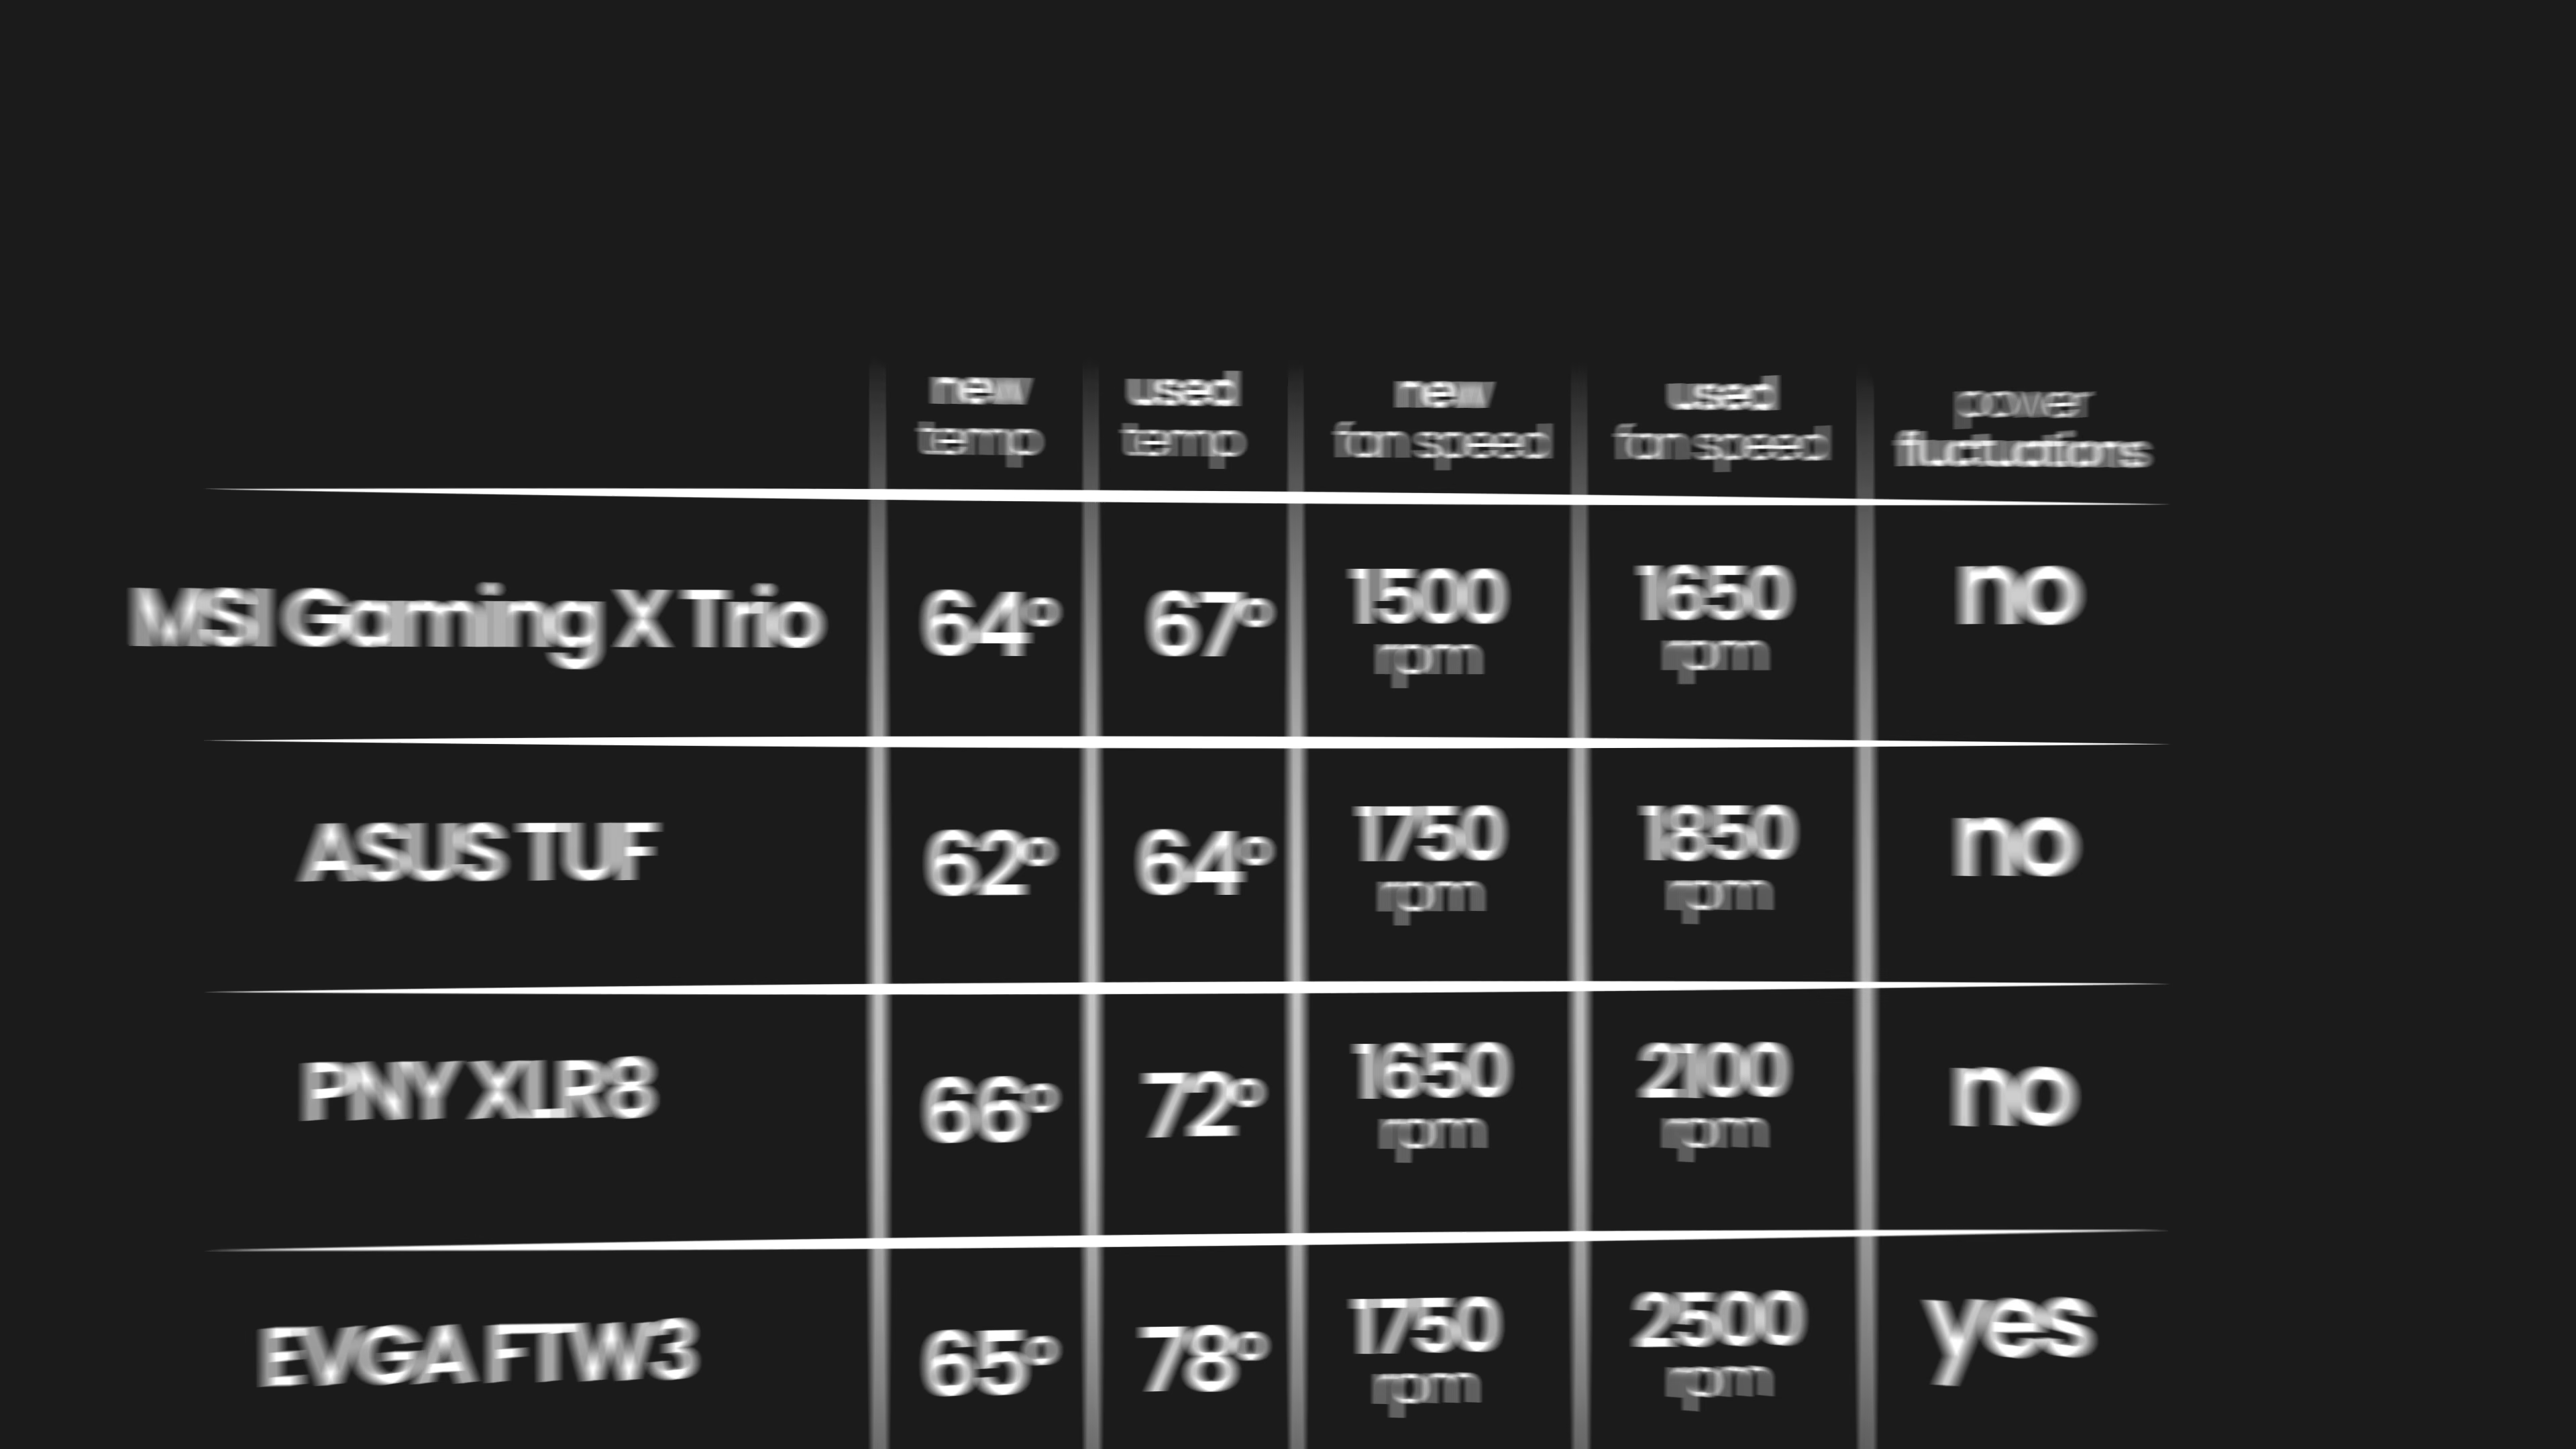 new temp
used temp
new fan speed
used fan speed
power fluctuations
MSI Gaming X Trio 64° 67° 1500 rpm 1650 rpm no
ASUS TUF 62° 64° 1750 rpm 1850 rpm no
PNY XLR8 66° 72° 1650 rpm 2100 rpm no
EVGA FTW3 65° 78° 1750 rpm 2500 rpm yes